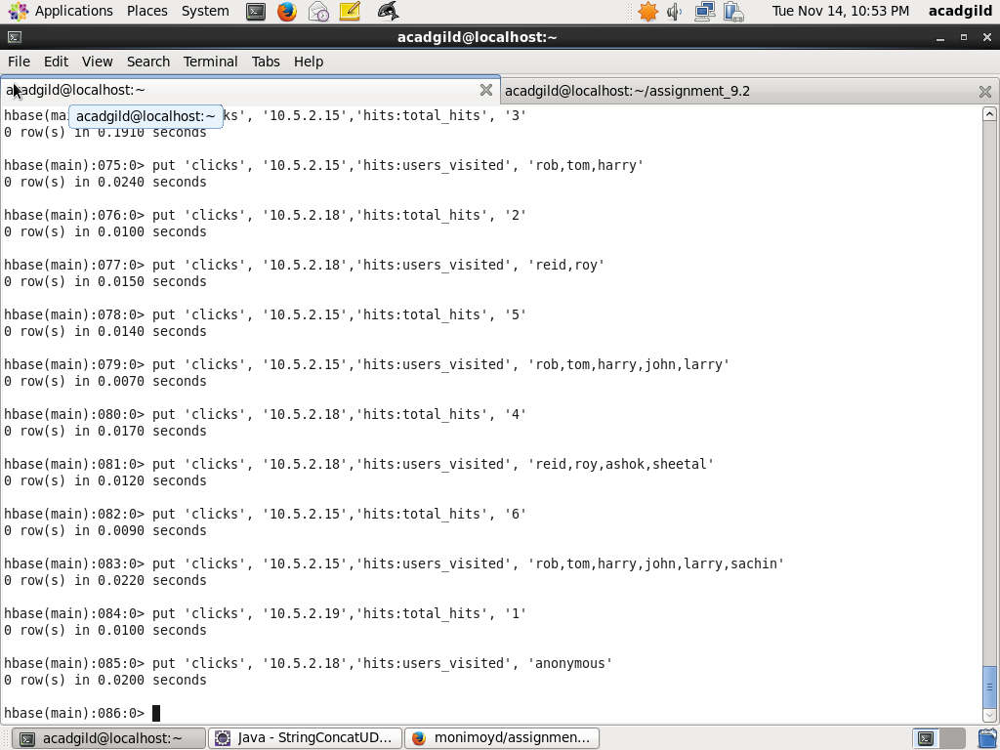 Applications Places System
Tue Nov 14, 10:53 PM acadgild
acadgild@localhost:~
File Edit View Search Terminal Tabs Help
acadgild@localhost:~
acadgild@localhost:~/assignment_9.2
acadgild@localhost:~
'10.5.2.15','hits:total_hits', '3'
0 row(s) in 0.1910 seconds
hbase(main):075:0> put 'clicks', '10.5.2.15','hits:users_visited', 'rob,tom,harry'
0 row(s) in 0.0240 seconds
hbase(main):076:0> put 'clicks', '10.5.2.18','hits:total_hits', '2'
0 row(s) in 0.0100 seconds
hbase(main):077:0> put 'clicks', '10.5.2.18','hits:users_visited', 'reid,roy'
0 row(s) in 0.0150 seconds
hbase(main):078:0> put 'clicks', '10.5.2.15','hits:total_hits', '5'
0 row(s) in 0.0140 seconds
hbase(main):079:0> put 'clicks', '10.5.2.15','hits:users_visited', 'rob,tom,harry,john,larry'
0 row(s) in 0.0070 seconds
hbase(main):080:0> put 'clicks', '10.5.2.18','hits:total_hits', '4'
0 row(s) in 0.0170 seconds
hbase(main):081:0> put 'clicks', '10.5.2.18','hits:users_visited', 'reid,roy,ashok,sheetal'
0 row(s) in 0.0120 seconds
hbase(main):082:0> put 'clicks', '10.5.2.15','hits:total_hits', '6'
0 row(s) in 0.0090 seconds
hbase(main):083:0> put 'clicks', '10.5.2.15','hits:users_visited', 'rob,tom,harry,john,larry,sachin'
0 row(s) in 0.0220 seconds
hbase(main):084:0> put 'clicks', '10.5.2.19','hits:total_hits', '1'
0 row(s) in 0.0100 seconds
hbase(main):085:0> put 'clicks', '10.5.2.18','hits:users_visited', 'anonymous'
0 row(s) in 0.0200 seconds
hbase(main):086:0>
acadgild@localhost:~
Java - StringConcatUD...
monimoyd/assignmen...